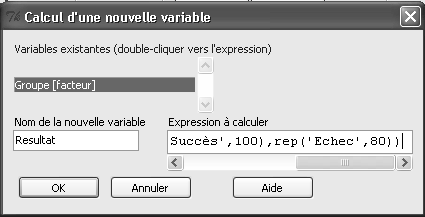 Calcul d'une nouvelle variable
Variables existantes (double-cliquer vers l'expression)
Groupe [facteur]
Nom de la nouvelle variable
Expression à calculer
Resultat
Succès',100),rep('Echec',80))
OK
Annuler
Aide